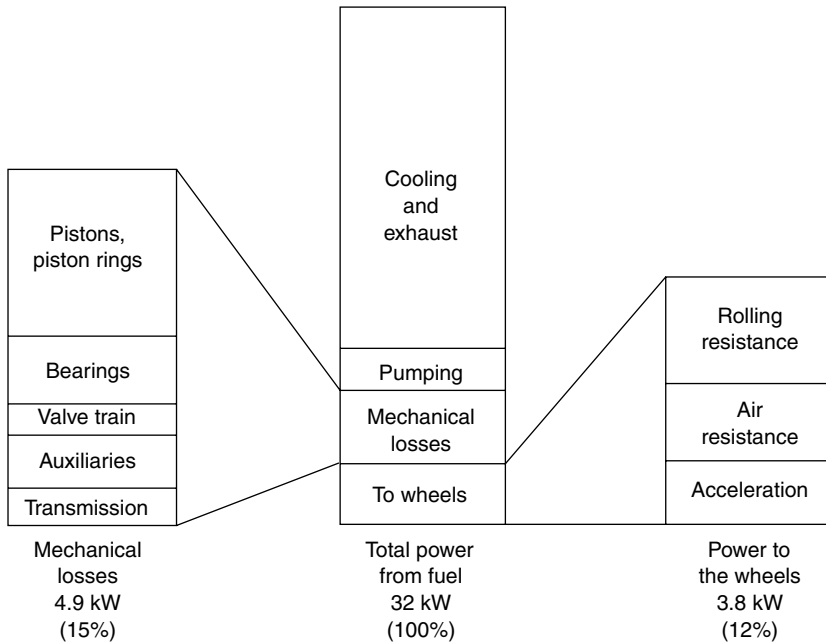 Pistons,
piston rings
Bearings
Valve train
Auxiliaries
Transmission
Mechanical
losses
4.9 kW
(15%)
Cooling
and
exhaust
Pumping
Mechanical
losses
To wheels
Total power
from fuel
32 kW
(100%)
Rolling
resistance
Air
resistance
Acceleration
Power to
the wheels
3.8 kW
(12%)